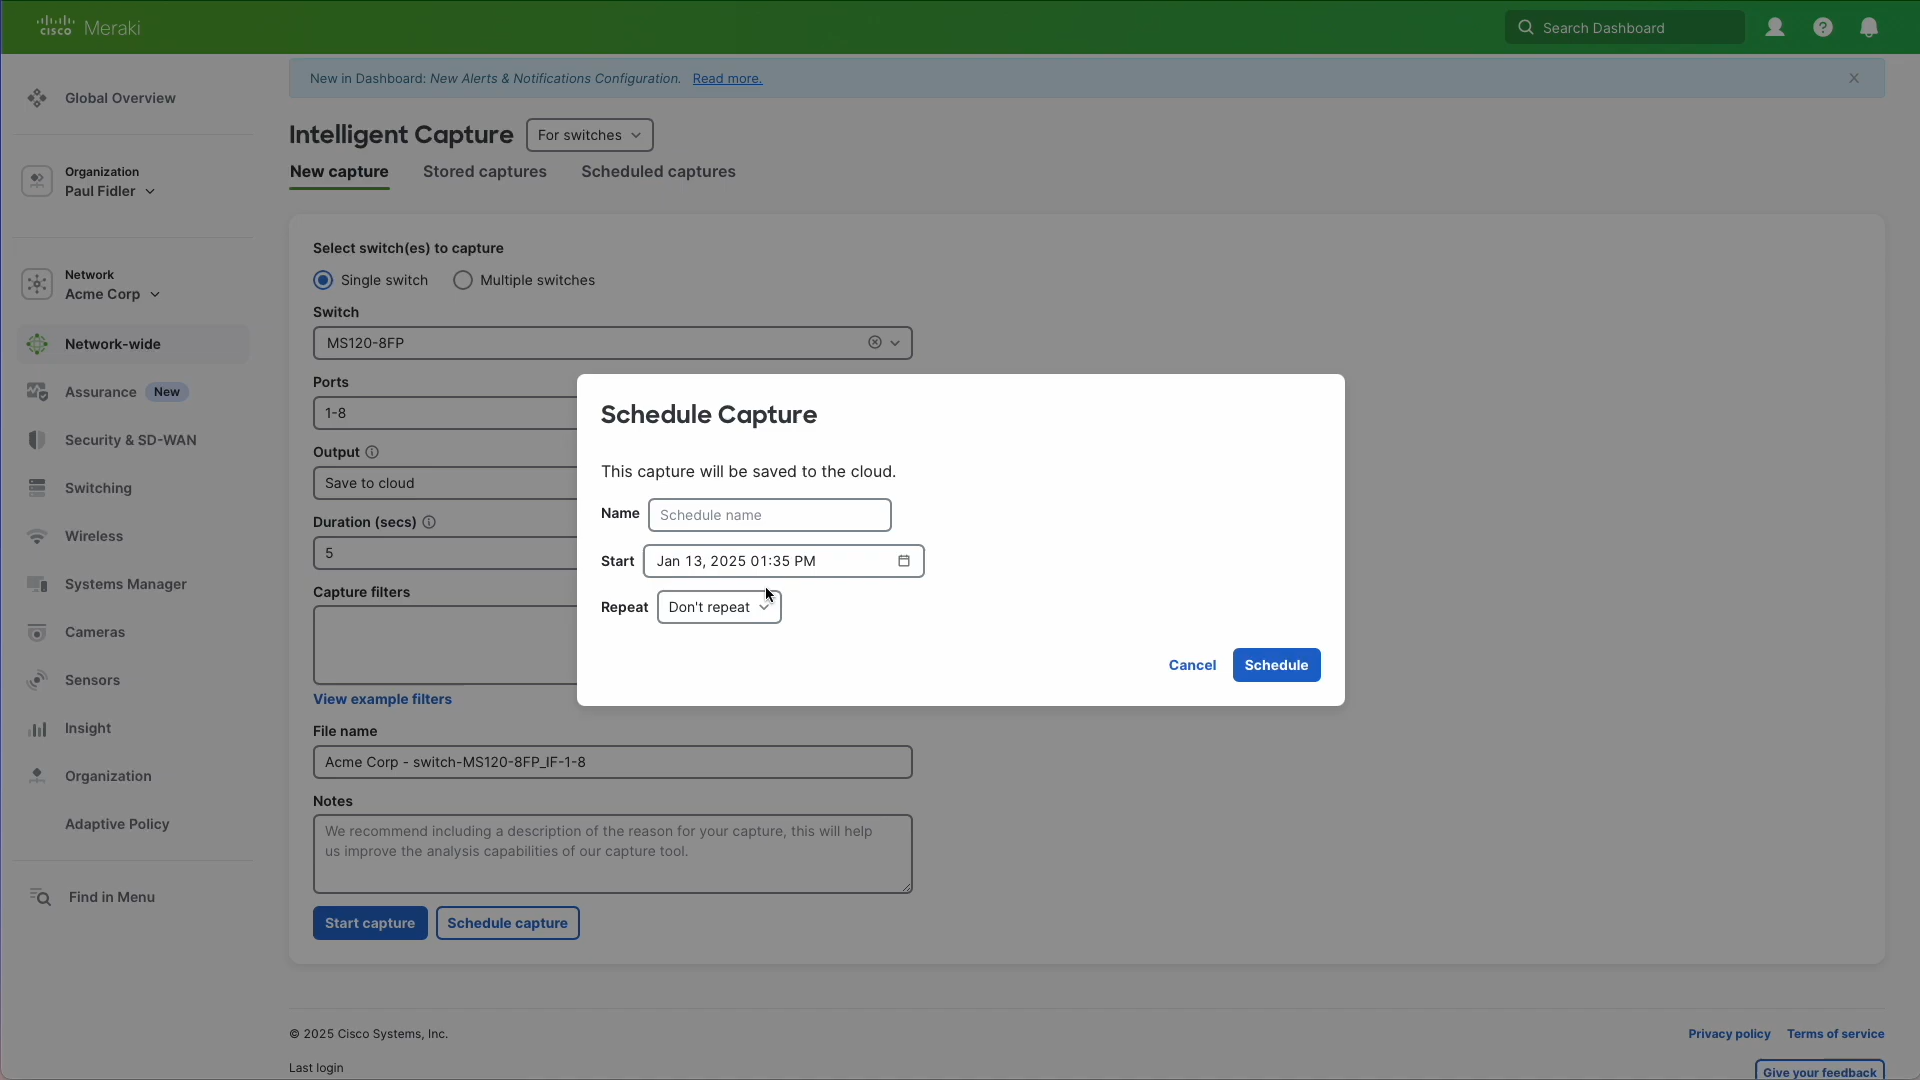 cisco Meraki
Search Dashboard
New in Dashboard: New Alerts & Notifications Configuration. Read more.
Global Overview
Organization
Paul Fidler
Network
Acme Corp
Network-wide
Assurance New
Security & SD-WAN
Switching
Wireless
Systems Manager
Cameras
Sensors
Insight
Organization
Adaptive Policy
Find in Menu
Intelligent Capture For switches
New capture Stored captures Scheduled captures
Select switch(es) to capture
Single switch Multiple switches
Switch
MS120-8FP
Ports
1-8
Output
Save to cloud
Duration (secs)
5
Capture filters
View example filters
File name
Acme Corp - switch-MS120-8FP_IF-1-8
Notes
We recommend including a description of the reason for your capture, this will help
us improve the analysis capabilities of our capture tool.
Start capture Schedule capture
Schedule Capture
This capture will be saved to the cloud.
Name Schedule name
Start Jan 13, 2025 01:35 PM
Repeat Don't repeat
Cancel Schedule
© 2025 Cisco Systems, Inc.
Privacy policy Terms of service
Last login
Give your feedback